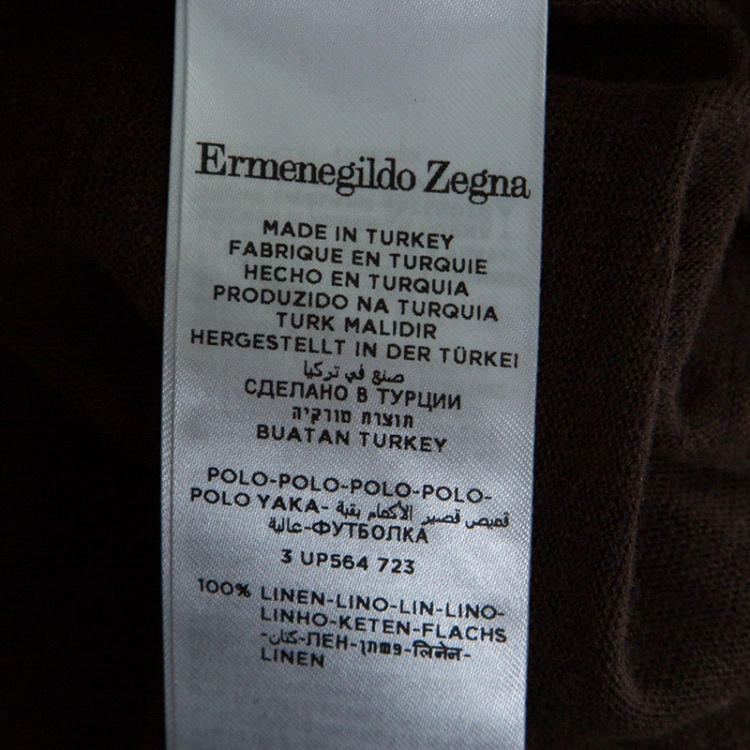 Ermenegildo Zegna
MADE IN TURKEY
FABRIQUE EN TURQUIE
HECHO EN TURQUIA
PRODUZIDO NA TURQUIA
TURK MALIDIR
HERGESTELLT IN DER TÜRKEI
صنع في تركيا
СДЕЛАНО В ТУРЦИИ
תוצרת טורקיה
BUATAN TURKEY
POLO-POLO-POLO-POLO-
POLO YAKA- قميص قصير الأكمام بقبة
عالية-ФУТБОЛКА
3 UP564 723
100% LINEN-LINO-LIN-LINO-
LINHO-KETEN-FLACHS
-كتان-ЛЕН-פשתן-लिनेन-
LINEN